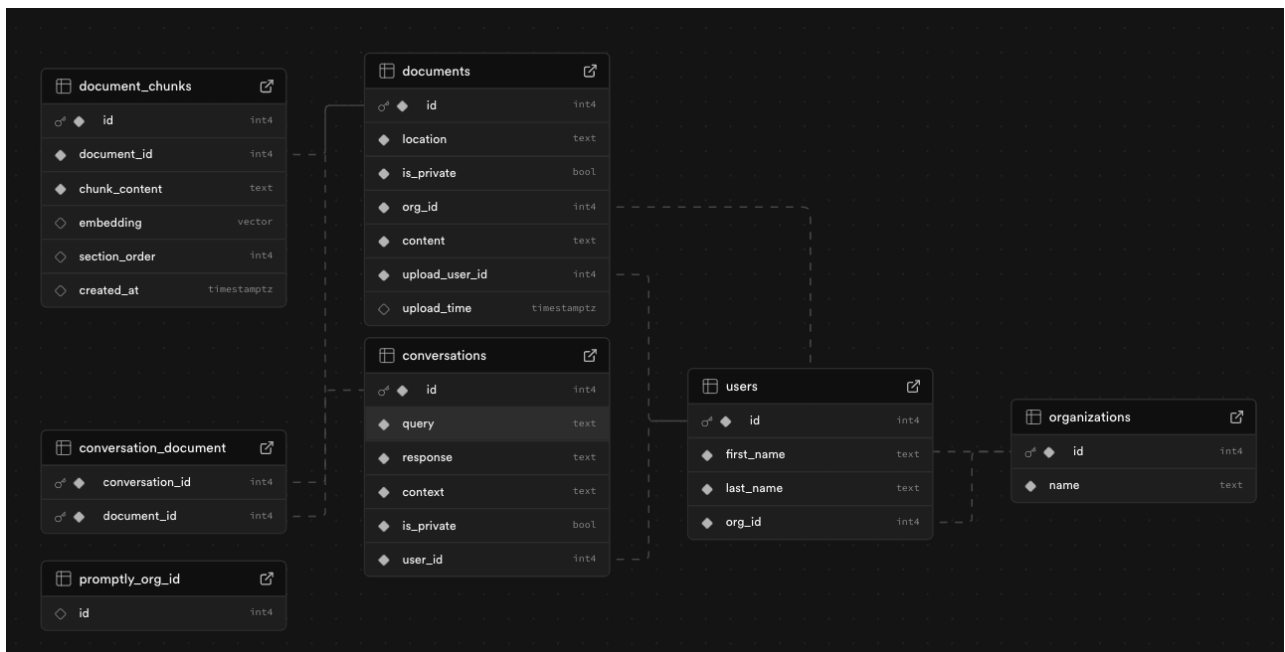 document_chunks
id int4
document_id int4
chunk_content text
embedding vector
section_order int4
created_at timestamptz
documents
id int4
location text
is_private bool
org_id int4
content text
upload_user_id int4
upload_time timestamptz
conversations
id int4
query text
response text
context text
is_private bool
user_id int4
conversation_document
conversation_id int4
document_id int4
promptly_org_id
id int4
users
id int4
first_name text
last_name text
org_id int4
organizations
id int4
name text